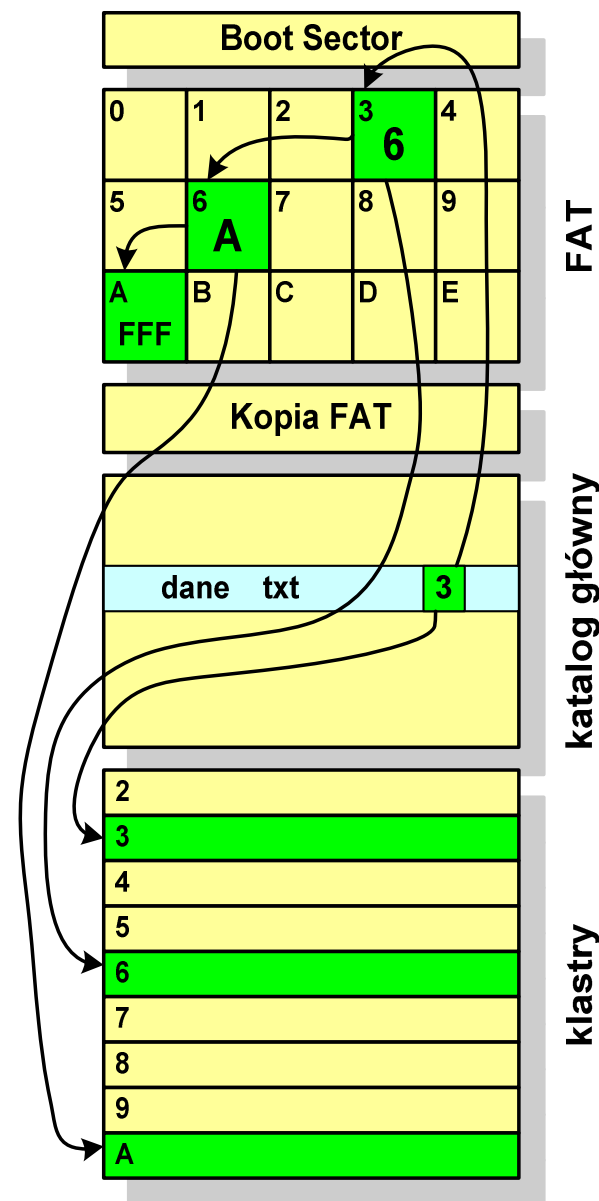 Boot Sector
0 1 2 3 4
6
5 6 7 8 9
A
A B C D E
FFF
FAT
Kopia FAT
dane txt 3
katalog główny
2
3
4
5
6
7
8
9
A
klastry